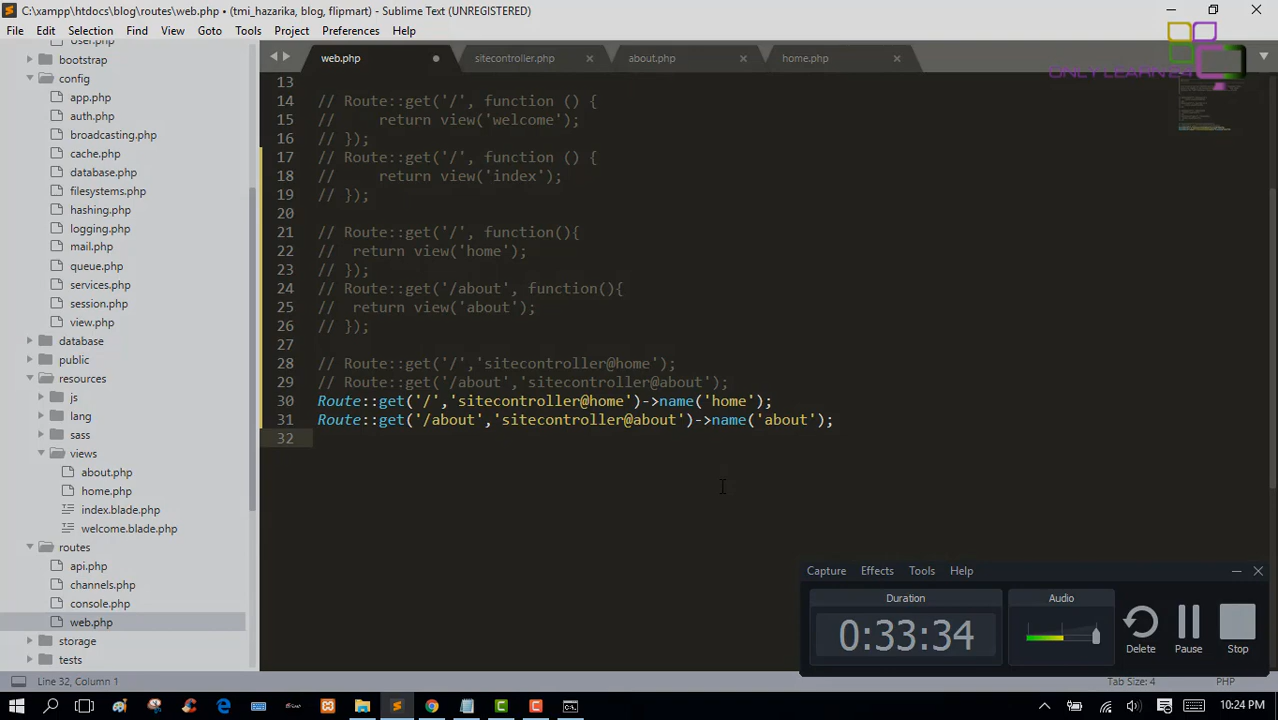 C:\xampp\htdocs\blog\routes\web.php • (tmi_hazarika, blog, flipmart) - Sublime Text (UNREGISTERED)
File Edit Selection Find View Goto Tools Project Preferences Help
ONLY LEARN 24
web.php
sitecontroller.php
about.php
home.php
user.php
bootstrap
config
app.php
auth.php
broadcasting.php
cache.php
database.php
filesystems.php
hashing.php
logging.php
mail.php
queue.php
services.php
session.php
view.php
database
public
resources
js
lang
sass
views
about.php
home.php
index.blade.php
welcome.blade.php
routes
api.php
channels.php
console.php
web.php
storage
tests
13
14 // Route::get('/', function () {
15 //     return view('welcome');
16 // });
17 // Route::get('/', function () {
18 //     return view('index');
19 // });
20
21 // Route::get('/', function(){
22 //  return view('home');
23 // });
24 // Route::get('/about', function(){
25 //  return view('about');
26 // });
27
28 // Route::get('/','sitecontroller@home');
29 // Route::get('/about','sitecontroller@about');
30 Route::get('/','sitecontroller@home')->name('home');
31 Route::get('/about','sitecontroller@about')->name('about');
32
Capture Effects Tools Help
Duration
0:33:34
Audio
Delete
Pause
Stop
Line 32, Column 1
Tab Size: 4
PHP
10:24 PM